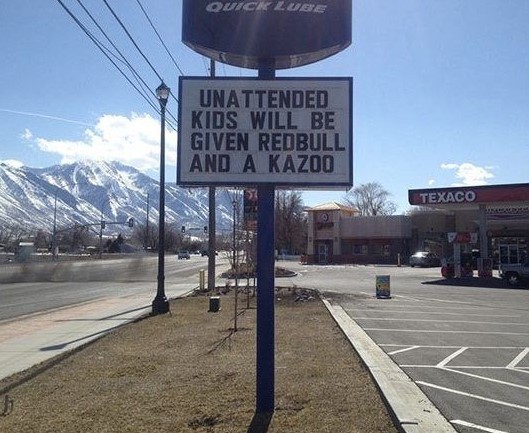 QUICK LUBE
UNATTENDED
KIDS WILL BE
GIVEN REDBULL
AND A KAZOO
TEXACO